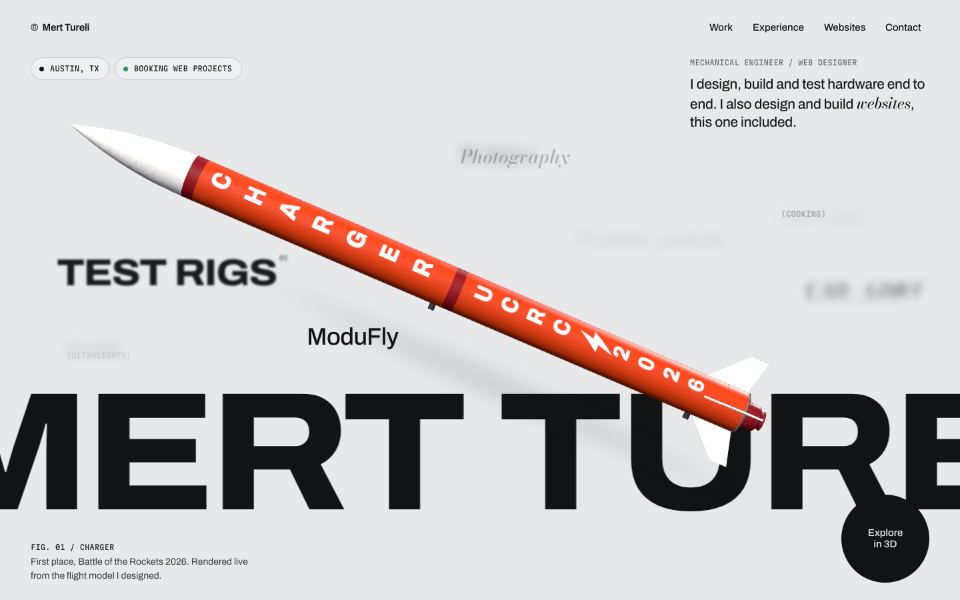 © Mert Tureli
Work Experience Websites Contact
AUSTIN, TX
BOOKING WEB PROJECTS
MECHANICAL ENGINEER / WEB DESIGNER
I design, build and test hardware end to
end. I also design and build websites,
this one included.
Photography
(COOKING)
CHARGER UCRC 2026
TEST RIGS
ModuFly
(ULTRALIGHTS)
MERT TURE
Explore
in 3D
FIG. 01 / CHARGER
First place, Battle of the Rockets 2026. Rendered live
from the flight model I designed.